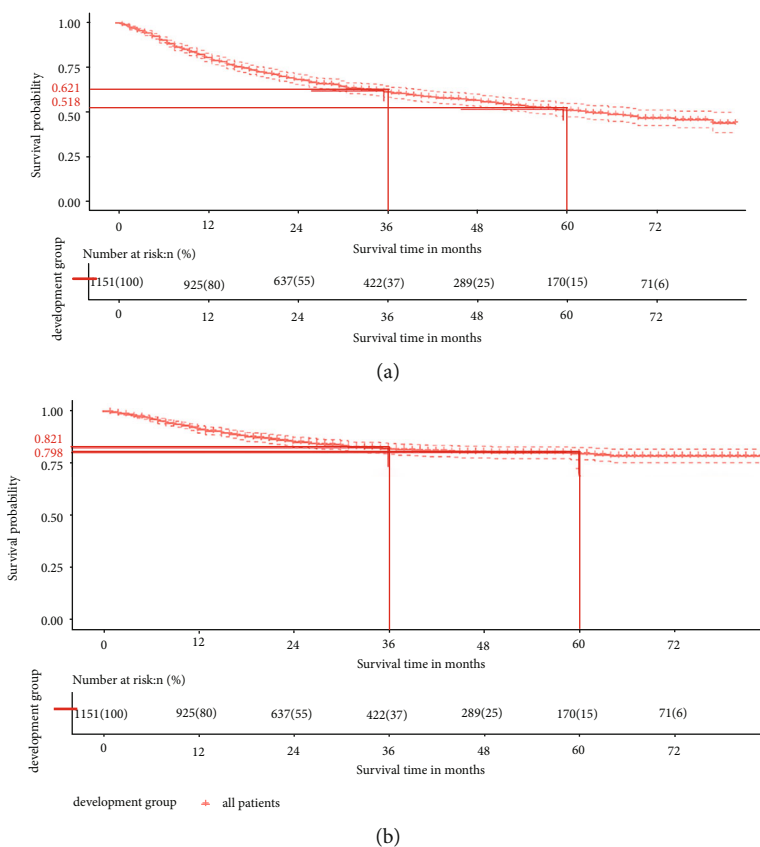 1.00
0.75
0.621
0.518
0.50
0.25
0.00
Survival probability
0 12 24 36 48 60 72
Survival time in months
Number at risk:n (%)
development group
1151(100) 925(80) 637(55) 422(37) 289(25) 170(15) 71(6)
0 12 24 36 48 60 72
Survival time in months
(a)
1.00
0.821
0.798
0.75
0.50
0.25
0.00
Survival probability
0 12 24 36 48 60 72
Survival time in months
Number at risk:n (%)
development group
1151(100) 925(80) 637(55) 422(37) 289(25) 170(15) 71(6)
0 12 24 36 48 60 72
Survival time in months
development group all patients
(b)